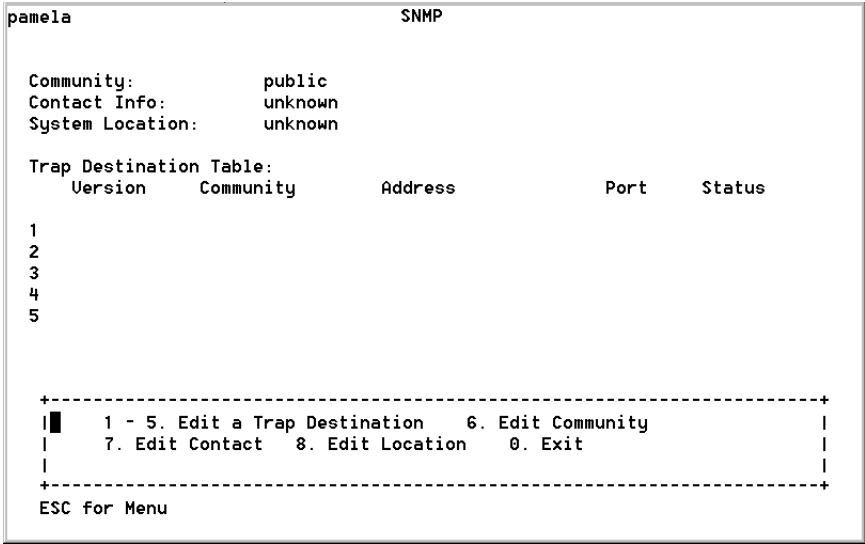 pamela SNMP
Community: public
Contact Info: unknown
System Location: unknown
Trap Destination Table:
Version Community Address Port Status
1
2
3
4
5
+------------------------------------------------------------------------+
| 1 - 5. Edit a Trap Destination 6. Edit Community |
| 7. Edit Contact 8. Edit Location 0. Exit |
| |
+------------------------------------------------------------------------+
ESC for Menu